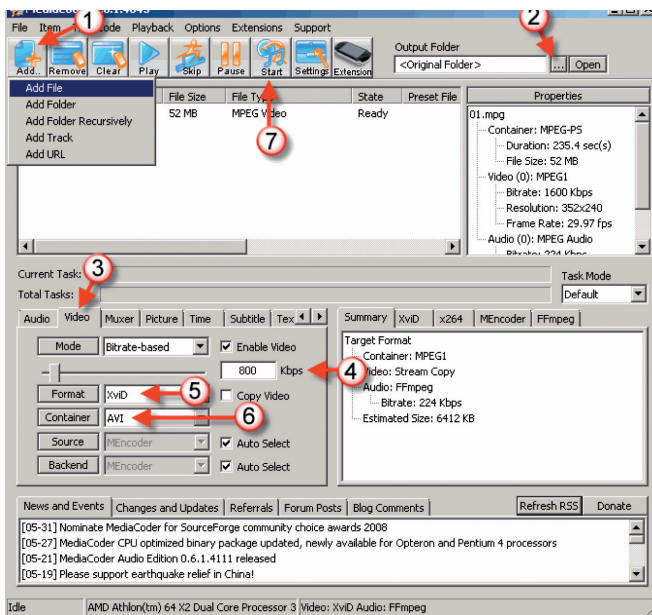 MediaCoder 0.6.1.4045
File Item Transcode Playback Options Extensions Support
1
2
Output Folder
<Original Folder>
... Open
Add.. Remove Clear Play Skip Pause Start Settings Extension
Add File
Add Folder
Add Folder Recursively
Add Track
Add URL
File Size File Type State Preset File
52 MB MPEG Video Ready
7
Properties
01.mpg
Container: MPEG-PS
Duration: 235.4 sec(s)
File Size: 52 MB
Video (0): MPEG1
Bitrate: 1600 Kbps
Resolution: 352x240
Frame Rate: 29.97 fps
Audio (0): MPEG Audio
Bitrate: 224 Kbps
Current Task:
3
Total Tasks:
Task Mode
Default
Audio Video Muxer Picture Time Subtitle Tex
Mode Bitrate-based Enable Video
800 Kbps
4
Format XviD
5
Copy Video
Container AVI
6
Source MEncoder Auto Select
Backend MEncoder Auto Select
Summary XviD x264 MEncoder FFmpeg
Target Format
Container: MPEG1
Video: Stream Copy
Audio: FFmpeg
Bitrate: 224 Kbps
Estimated Size: 6412 KB
News and Events Changes and Updates Referrals Forum Posts Blog Comments Refresh RSS Donate
[05-31] Nominate MediaCoder for SourceForge community choice awards 2008
[05-27] MediaCoder CPU optimized binary package updated, newly available for Opteron and Pentium 4 processors
[05-21] MediaCoder Audio Edition 0.6.1.4111 released
[05-19] Please support earthquake relief in China!
Idle AMD Athlon(tm) 64 X2 Dual Core Processor 3 Video: XviD Audio: FFmpeg